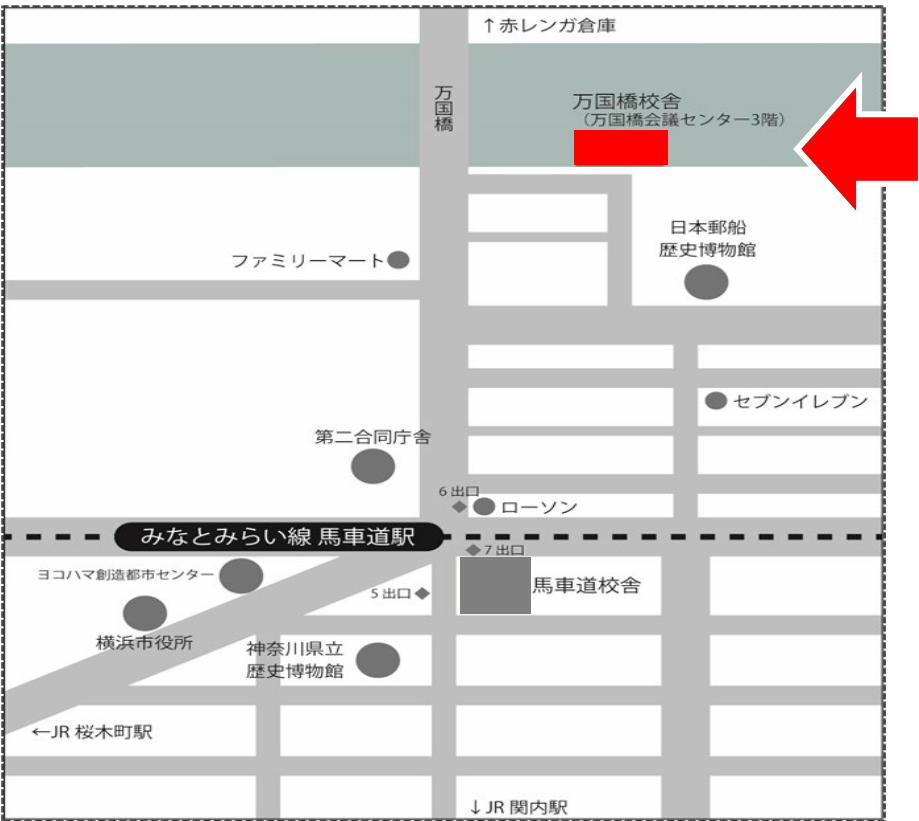 ↑赤レンガ倉庫
万国橋
万国橋校舎
（万国橋会議センター3階）
日本郵船
歴史博物館
ファミリーマート
セブンイレブン
第二合同庁舎
6出口
ローソン
みなとみらい線 馬車道駅
7出口
ヨコハマ創造都市センター
5出口
馬車道校舎
横浜市役所
神奈川県立
歴史博物館
←JR 桜木町駅
↓JR 関内駅